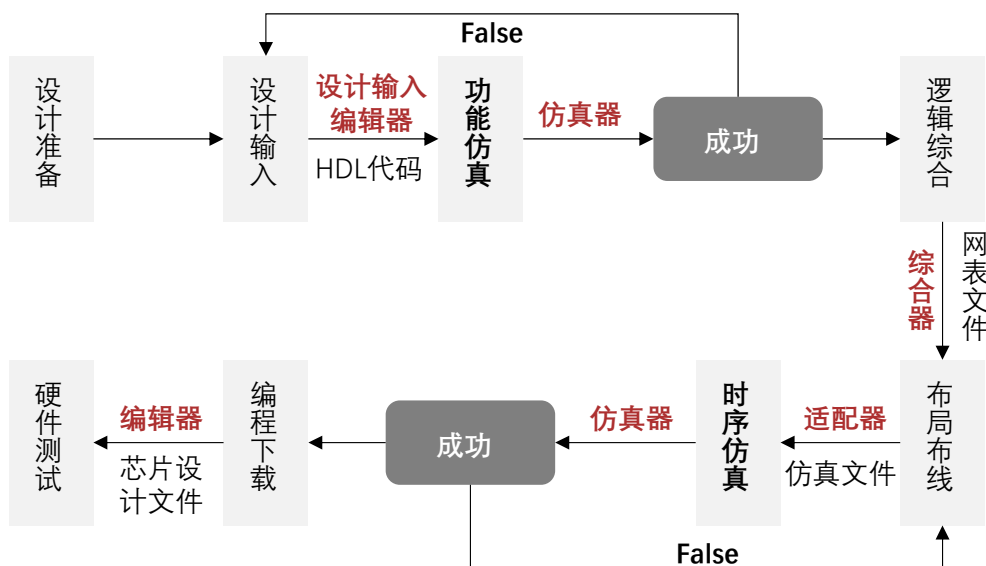 False
设计准备
设计输入
设计输入
编辑器
HDL代码
功能仿真
仿真器
成功
逻辑综合
综合器
网表文件
硬件测试
编辑器
芯片设
计文件
编程下载
成功
仿真器
时序仿真
适配器
仿真文件
布局布线
False